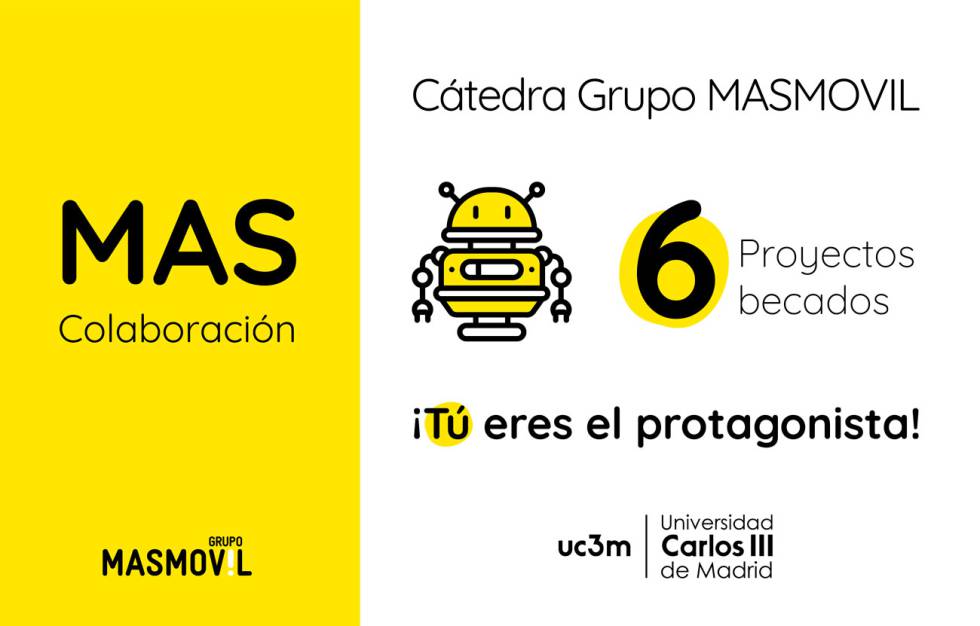 MAS
Colaboración
GRUPO
MASMOV!L
Cátedra Grupo MASMOVIL
6
Proyectos
becados
¡Tú eres el protagonista!
uc3m
Universidad
Carlos III
de Madrid